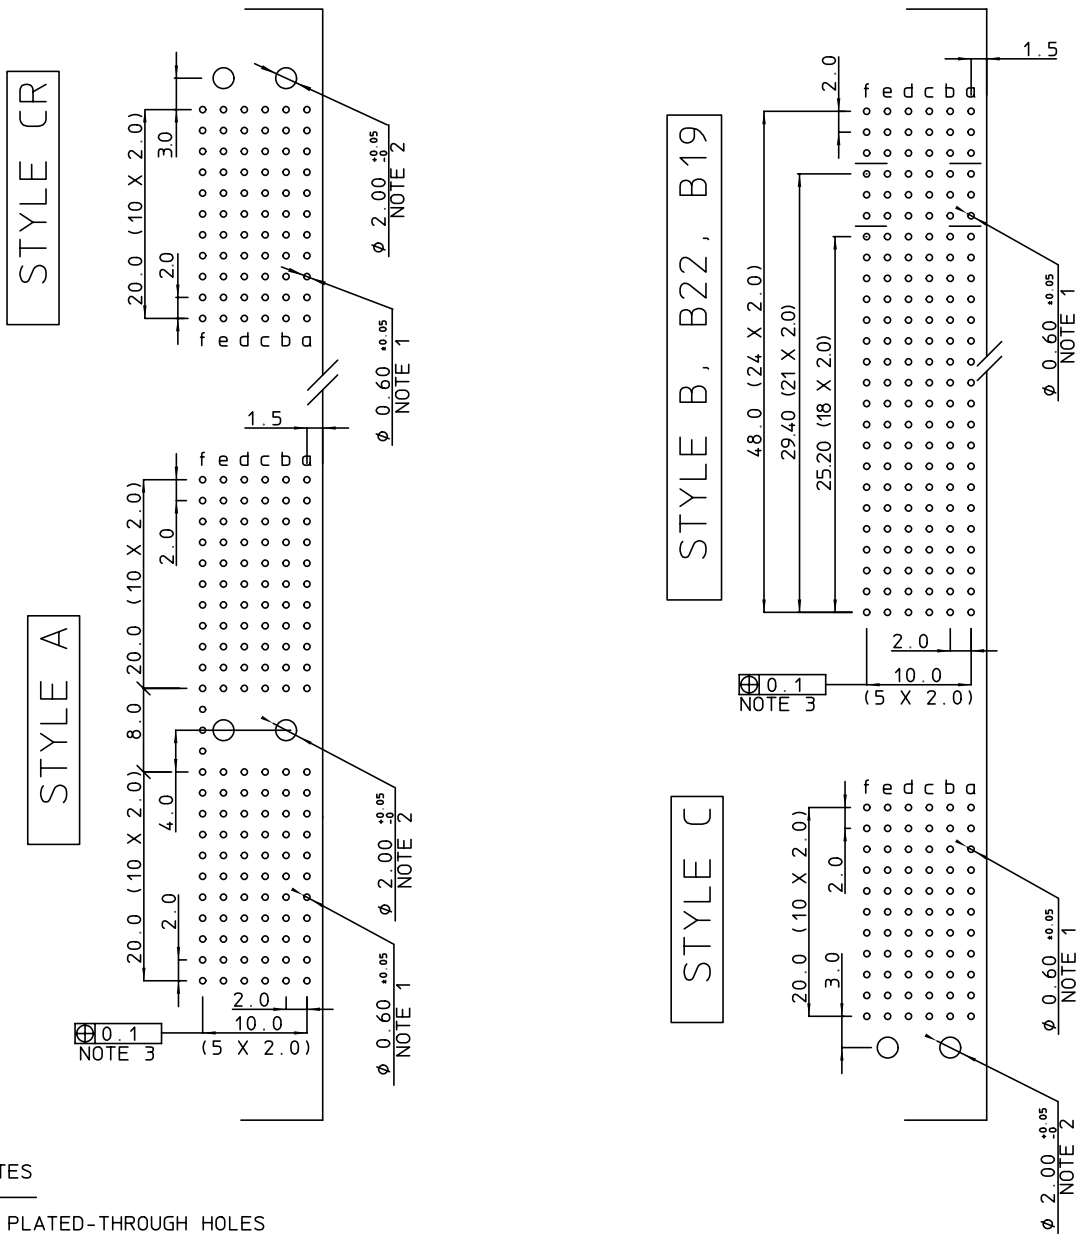 STYLE CR
20.0 (10 X 2.0)
3.0
2.0
f e d c b a
φ 2.00 +0.05 -0
NOTE 2
φ 0.60 ±0.05
NOTE 1
STYLE A
1.5
f e d c b a
20.0 (10 X 2.0)
2.0
8.0
4.0
20.0 (10 X 2.0)
2.0
φ 2.00 +0.05 -0
NOTE 2
φ 0.60 ±0.05
NOTE 1
2.0
10.0
(5 X 2.0)
⌖ 0.1
NOTE 3
STYLE B, B22, B19
1.5
2.0
f e d c b a
48.0 (24 X 2.0)
29.40 (21 X 2.0)
25.20 (18 X 2.0)
φ 0.60 ±0.05
NOTE 1
2.0
10.0
(5 X 2.0)
⌖ 0.1
NOTE 3
STYLE C
f e d c b a
20.0 (10 X 2.0)
2.0
3.0
φ 0.60 ±0.05
NOTE 1
φ 2.00 +0.05 -0
NOTE 2
TES
PLATED-THROUGH HOLES